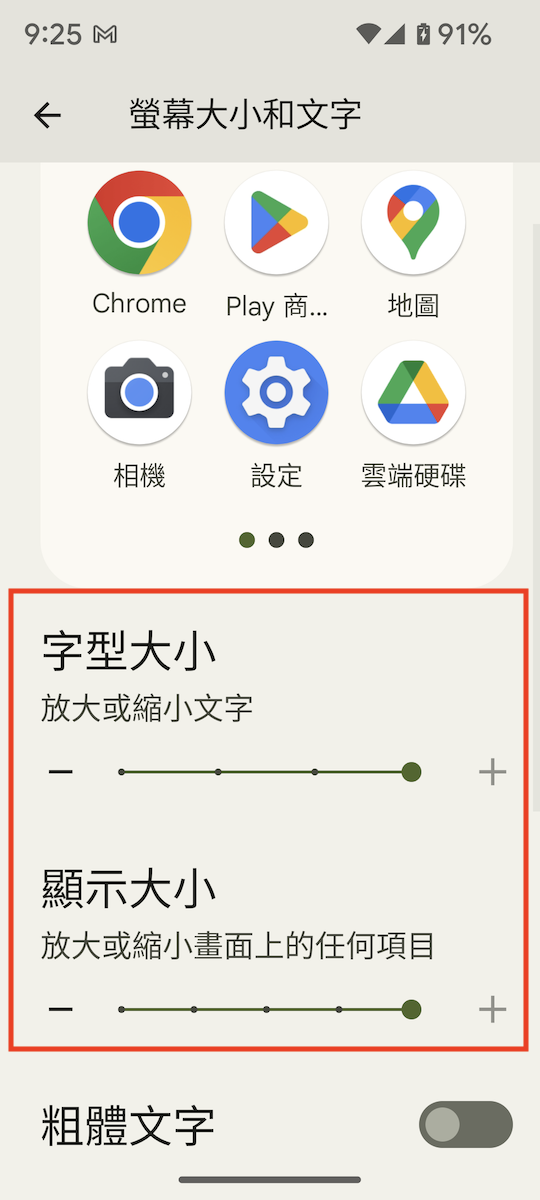 9:25 91%
螢幕大小和文字
Chrome Play 商... 地圖
相機 設定 雲端硬碟
字型大小
放大或縮小文字
顯示大小
放大或縮小畫面上的任何項目
粗體文字